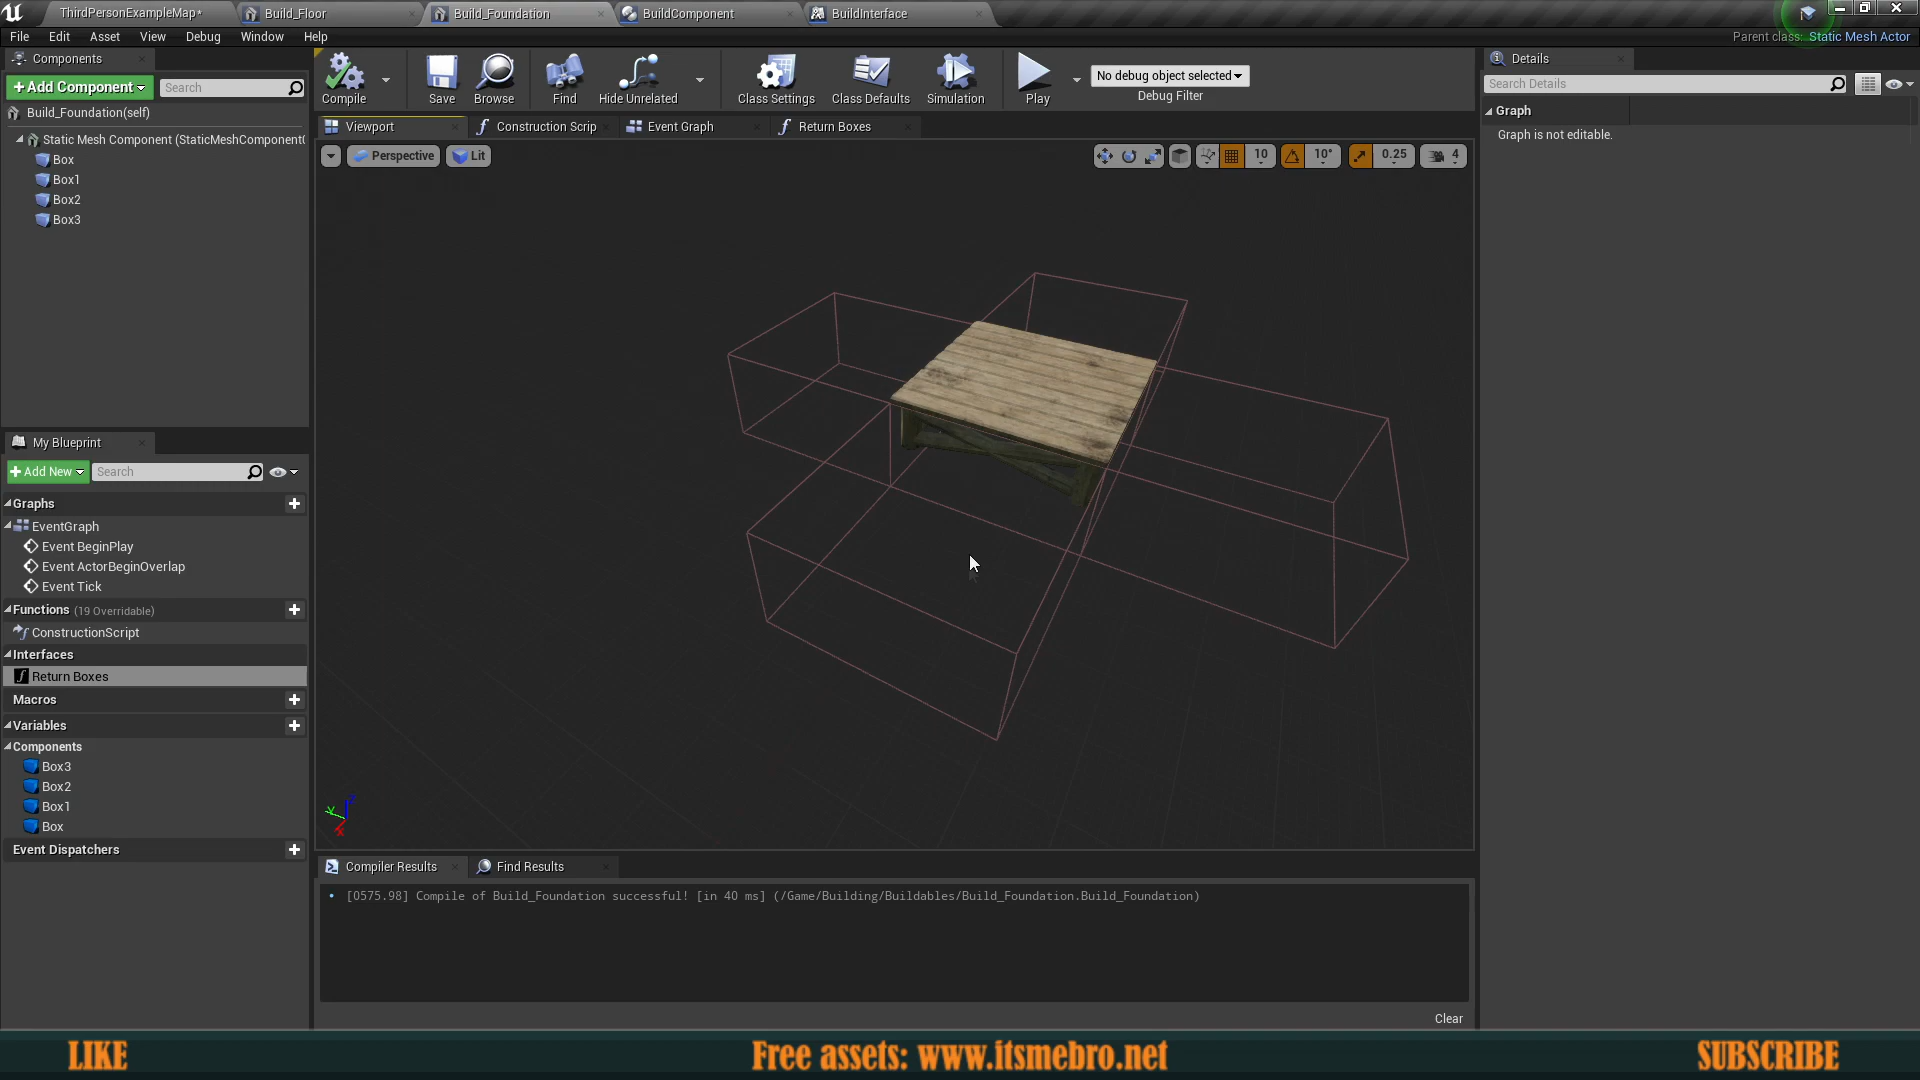 ThirdPersonExampleMap*
Build_Floor
Build_Foundation
BuildComponent
BuildInterface
File
Edit
Asset
View
Debug
Window
Help
Parent class: Static Mesh Actor
Components
+Add Component
Search
Build_Foundation(self)
Static Mesh Component (StaticMeshComponent
Box
Box1
Box2
Box3
Compile
Save
Browse
Find
Hide Unrelated
Class Settings
Class Defaults
Simulation
Play
No debug object selected
Debug Filter
Viewport
Construction Scrip
Event Graph
Return Boxes
Perspective
Lit
10
10°
0.25
4
Details
Search Details
Graph
Graph is not editable.
My Blueprint
+Add New
Search
Graphs
EventGraph
Event BeginPlay
Event ActorBeginOverlap
Event Tick
Functions (19 Overridable)
ConstructionScript
Interfaces
Return Boxes
Macros
Variables
Components
Box3
Box2
Box1
Box
Event Dispatchers
Compiler Results
Find Results
[0575.98] Compile of Build_Foundation successful! [in 40 ms] (/Game/Building/Buildables/Build_Foundation.Build_Foundation)
Clear
LIKE
Free assets: www.itsmebro.net
SUBSCRIBE